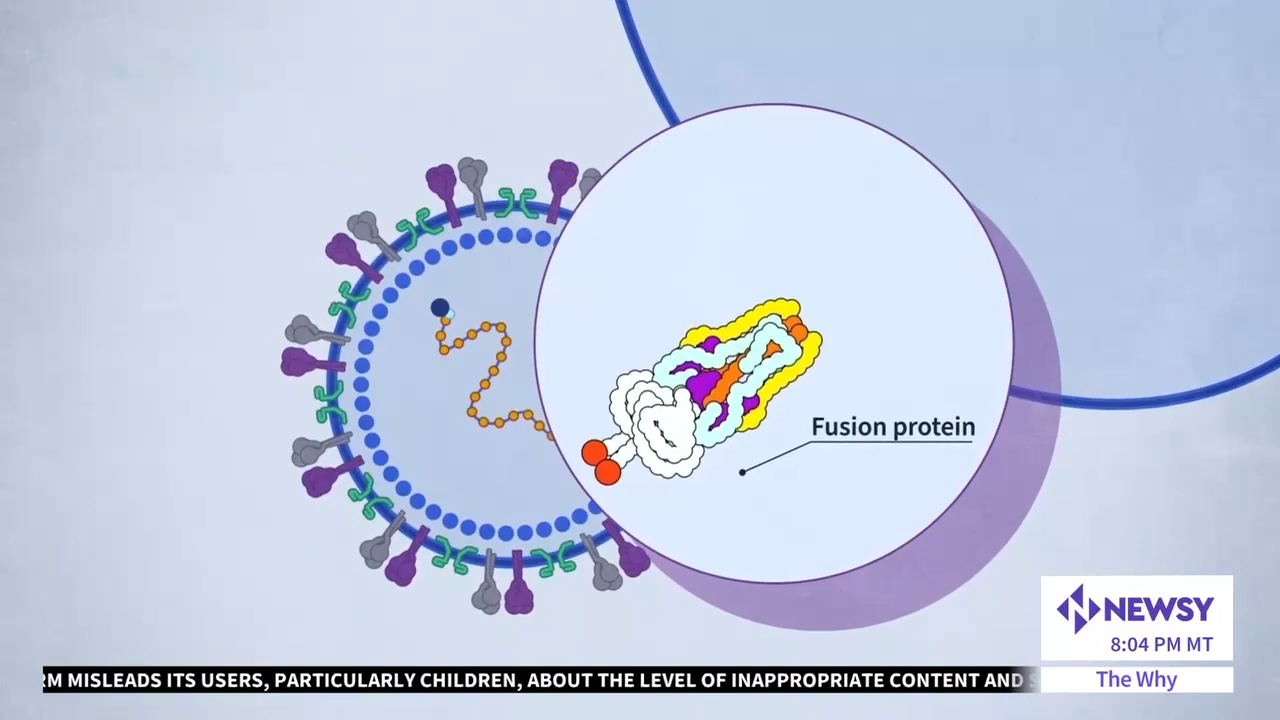 Fusion protein
NEWSY
8:04 PM MT
MISLEADS ITS USERS, PARTICULARLY CHILDREN, ABOUT THE LEVEL OF INAPPROPRIATE CONTENT AND
The Why